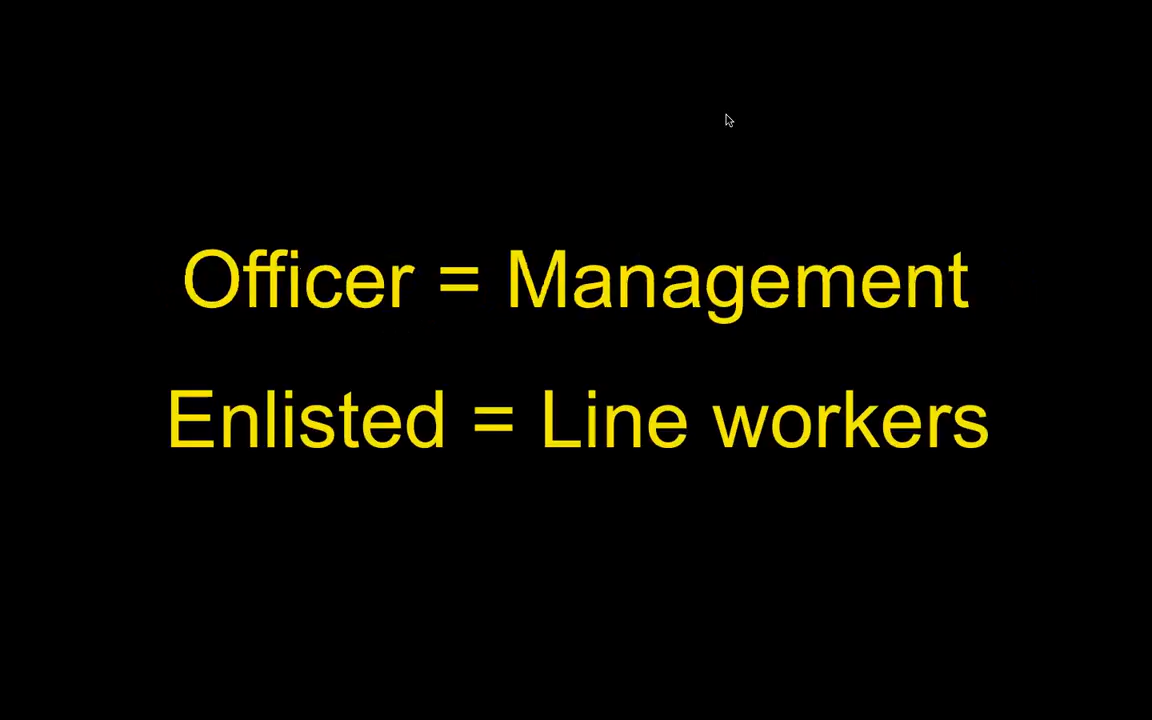 Officer = Management
Enlisted = Line workers